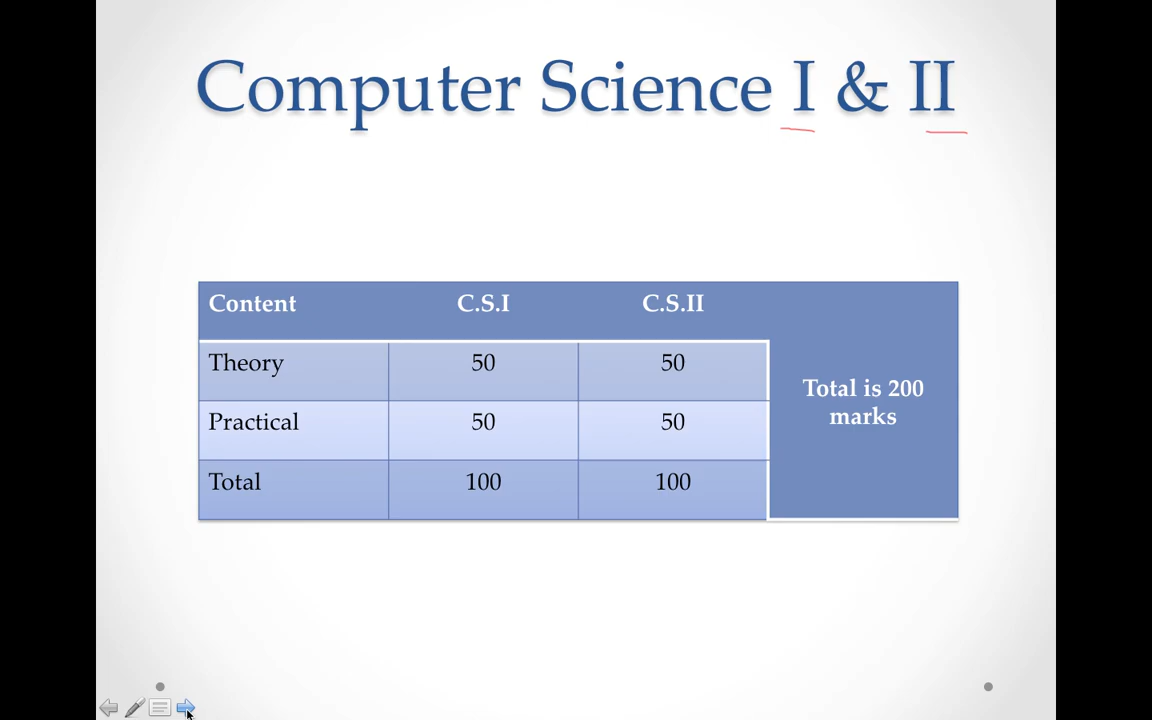 Computer Science I & II
Content C.S.I C.S.II
Theory 50 50
Practical 50 50
Total 100 100
Total is 200
marks